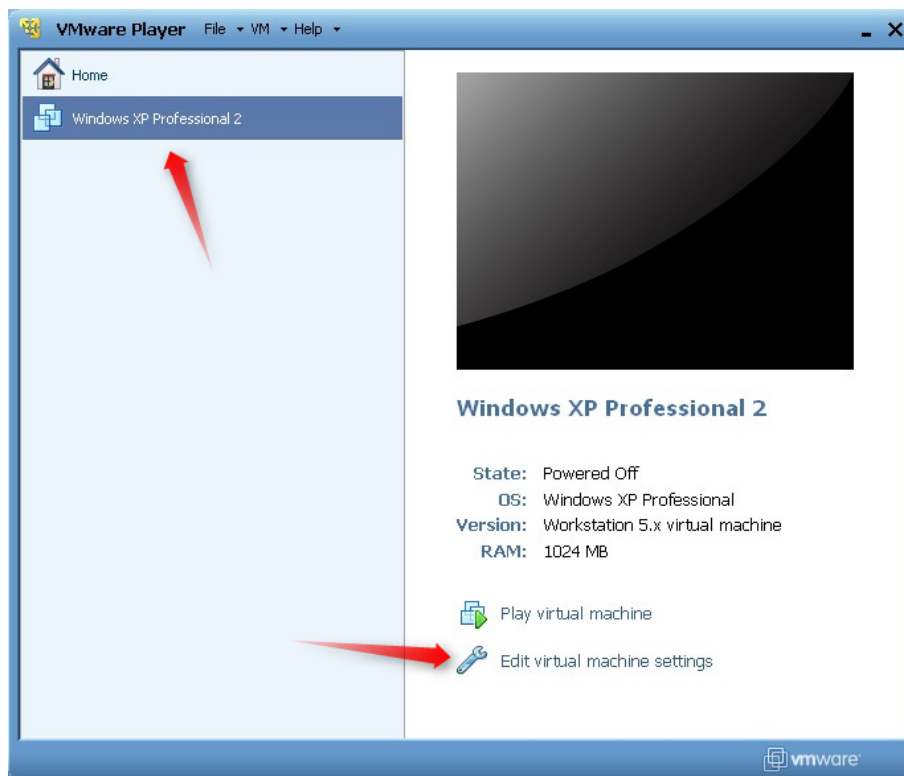 VMware Player File VM Help
Home
Windows XP Professional 2
Windows XP Professional 2
State: Powered Off
OS: Windows XP Professional
Version: Workstation 5.x virtual machine
RAM: 1024 MB
Play virtual machine
Edit virtual machine settings
vmware